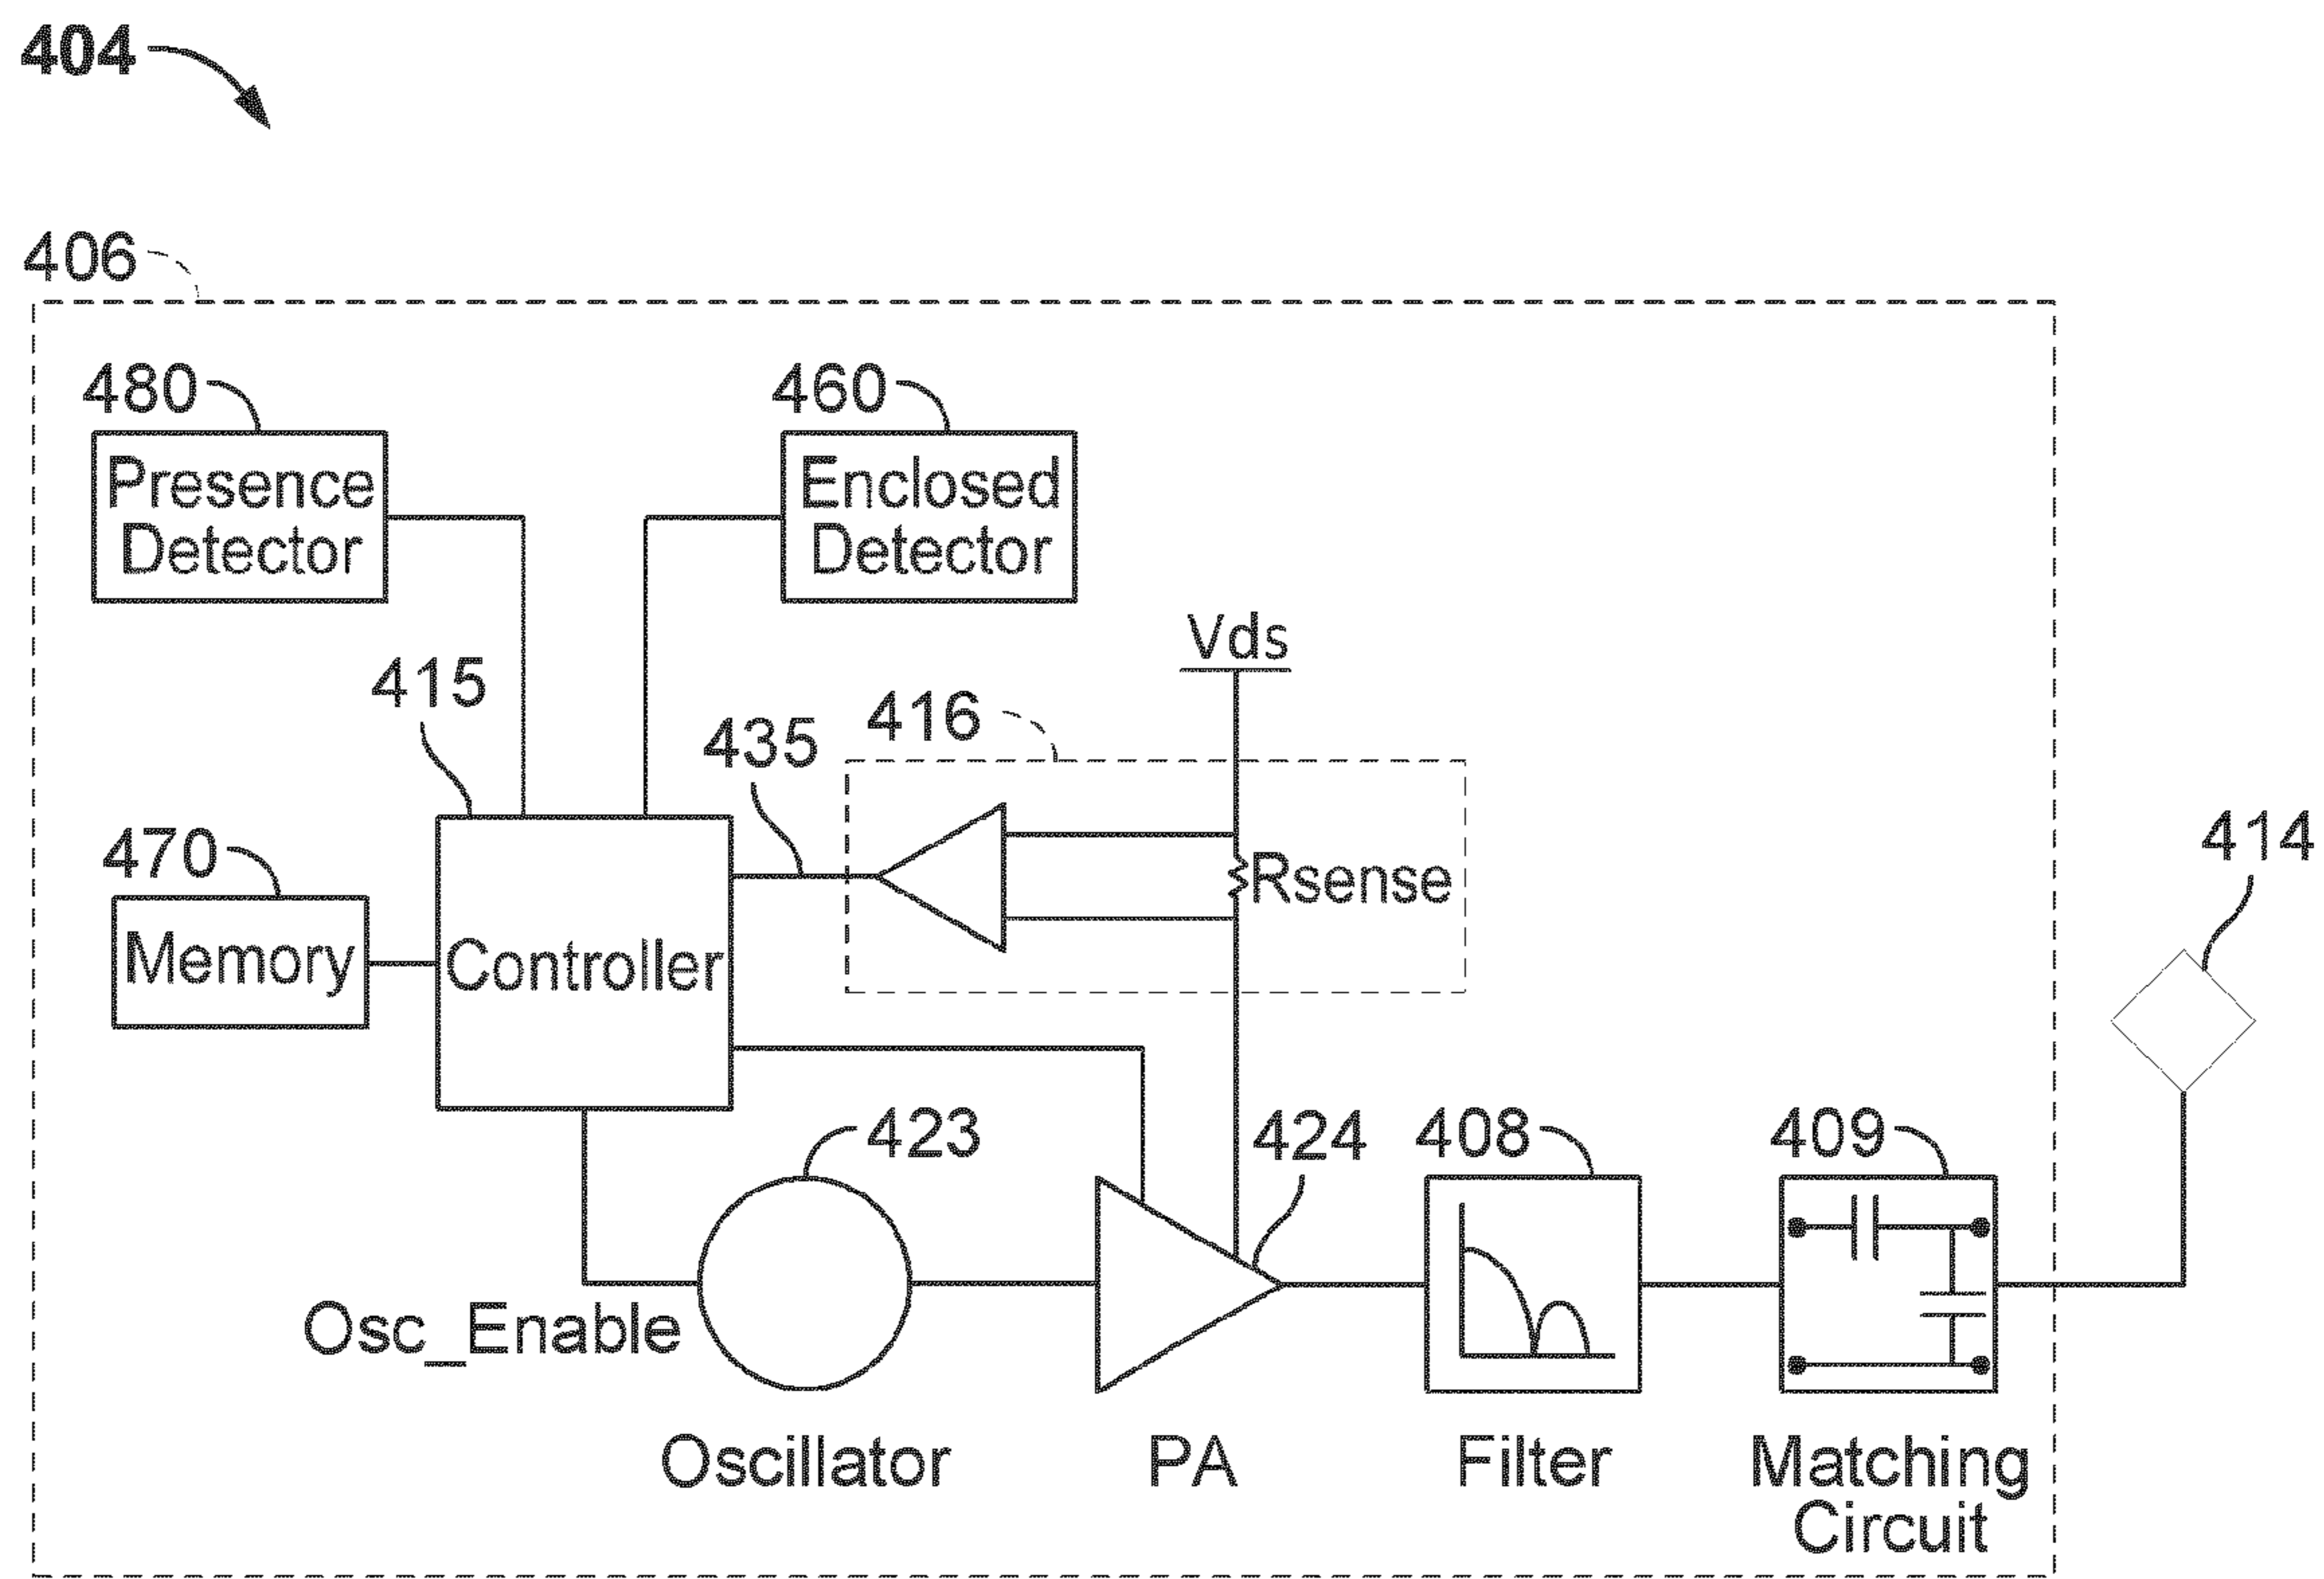 404
406
480
460
Presence
Detector
Enclosed
Detector
Vds
415
416
435
470
414
Rsense
Memory
Controller
423
424
408
409
Osc_Enable
Oscillator
PA
Filter
Matching
Circuit